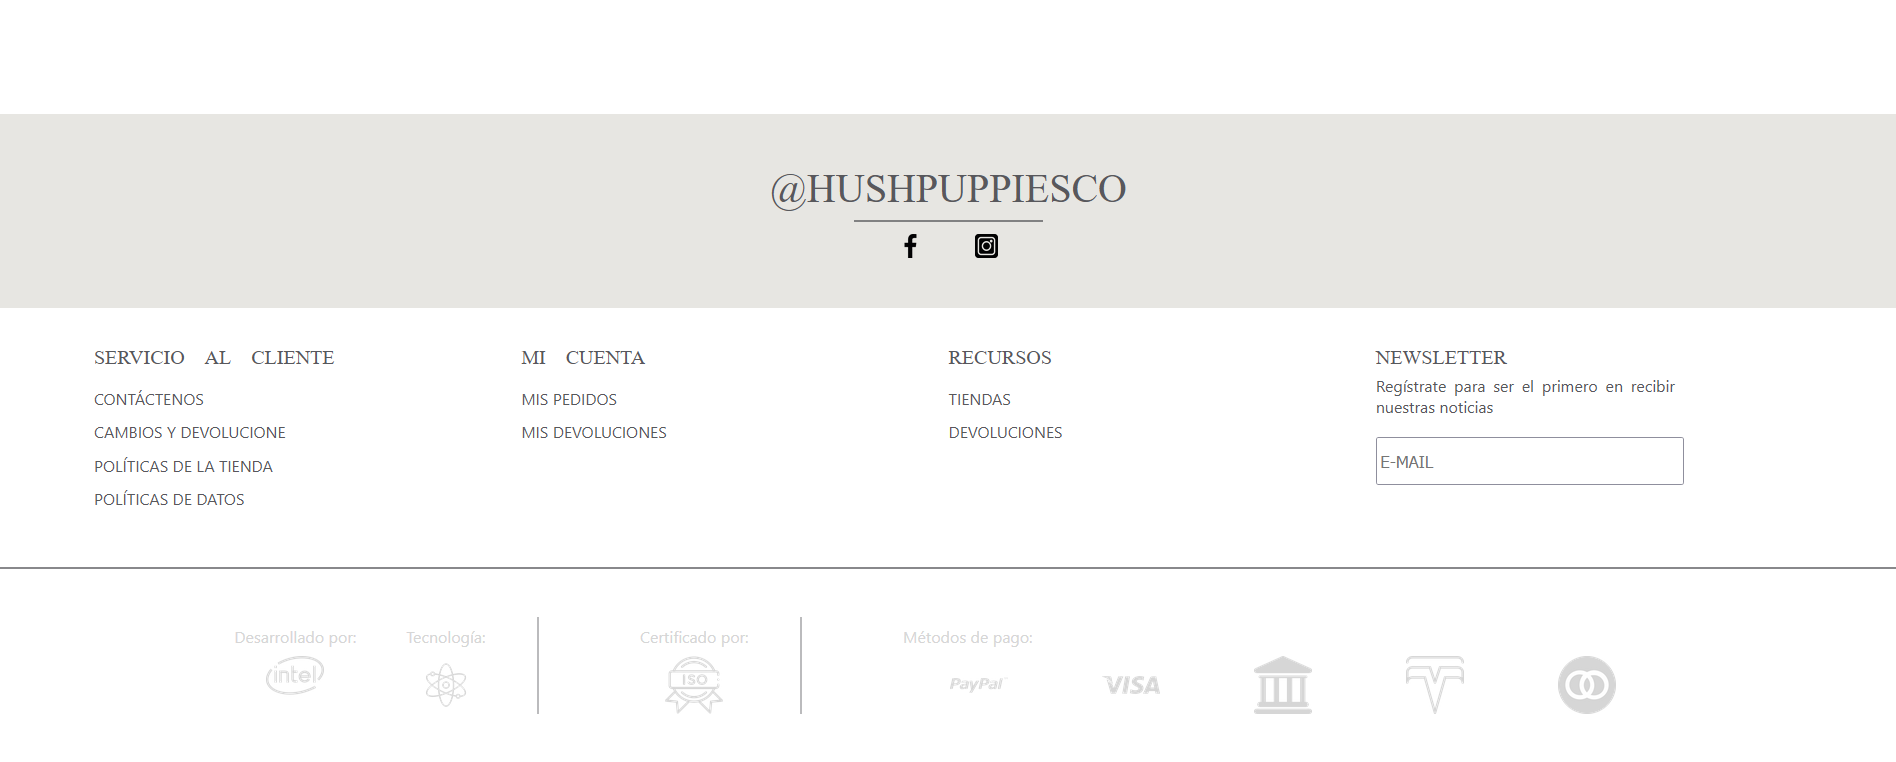 @HUSHPUPPIESCO
SERVICIO AL CLIENTE
CONTÁCTENOS
CAMBIOS Y DEVOLUCIONE
POLÍTICAS DE LA TIENDA
POLÍTICAS DE DATOS
MI CUENTA
MIS PEDIDOS
MIS DEVOLUCIONES
RECURSOS
TIENDAS
DEVOLUCIONES
NEWSLETTER
Regístrate para ser el primero en recibir
nuestras noticias
E-MAIL
Desarrollado por:
intel
Tecnología:
Certificado por:
ISO
Métodos de pago:
PayPal
VISA